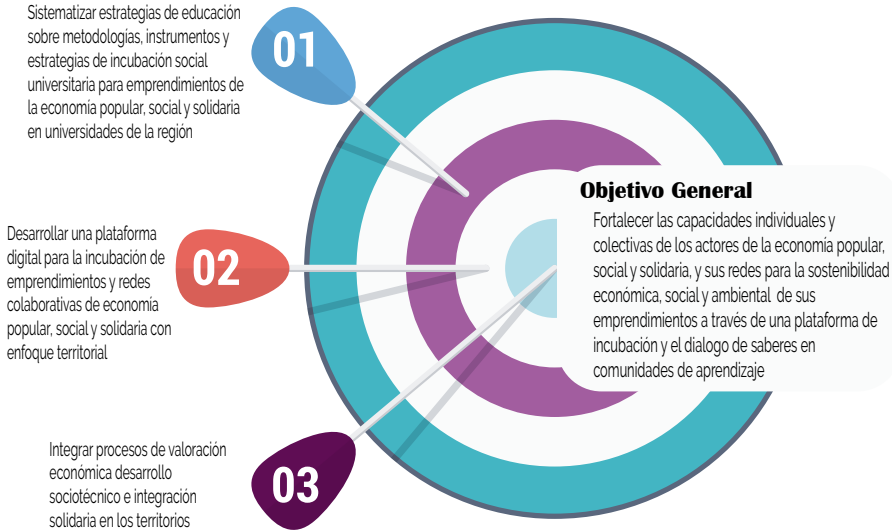 Sistematizar estrategias de educación
sobre metodologías, instrumentos y
estrategias de incubación social
universitaria para emprendimientos de
la economía popular, social y solidaria
en universidades de la región
01
Desarrollar una plataforma
digital para la incubación de
emprendimientos y redes
colaborativas de economía
popular, social y solidaria con
enfoque territorial
02
Integrar procesos de valoración
económica desarrollo
sociotécnico e integración
solidaria en los territorios
03
Objetivo General
Fortalecer las capacidades individuales y
colectivas de los actores de la economía popular,
social y solidaria, y sus redes para la sostenibilidad
económica, social y ambiental de sus
emprendimientos a través de una plataforma de
incubación y el dialogo de saberes en
comunidades de aprendizaje